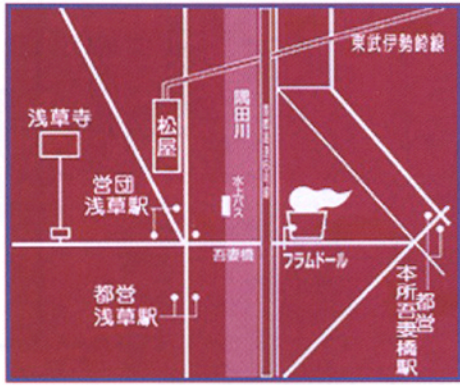 東武伊勢崎線
浅草寺
松屋
隅田川
営団
浅草駅
水上バス
吾妻橋
フラムドール
都営
浅草駅
都営
本所吾妻橋駅